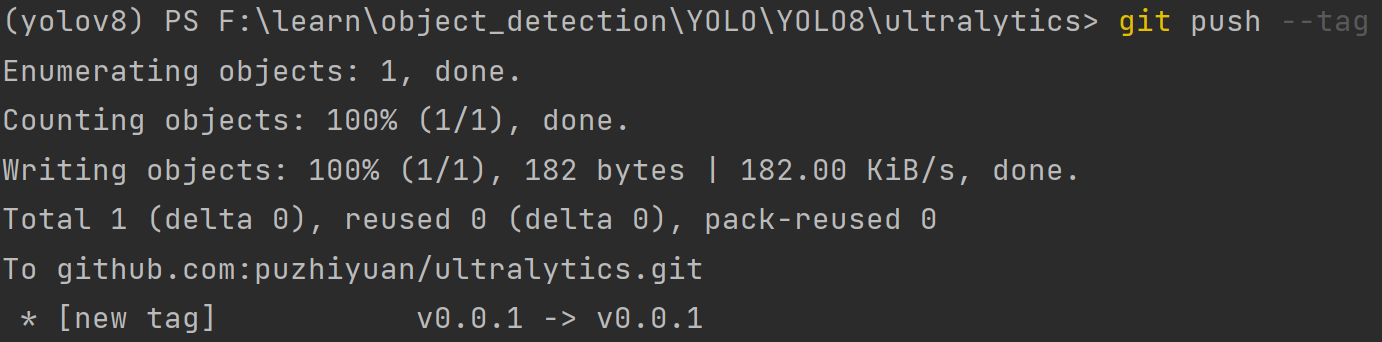 (yolov8) PS F:\learn\object_detection\YOLO\YOLO8\ultralytics> git push --tag
Enumerating objects: 1, done.
Counting objects: 100% (1/1), done.
Writing objects: 100% (1/1), 182 bytes | 182.00 KiB/s, done.
Total 1 (delta 0), reused 0 (delta 0), pack-reused 0
To github.com:puzhiyuan/ultralytics.git
 * [new tag]           v0.0.1 -> v0.0.1